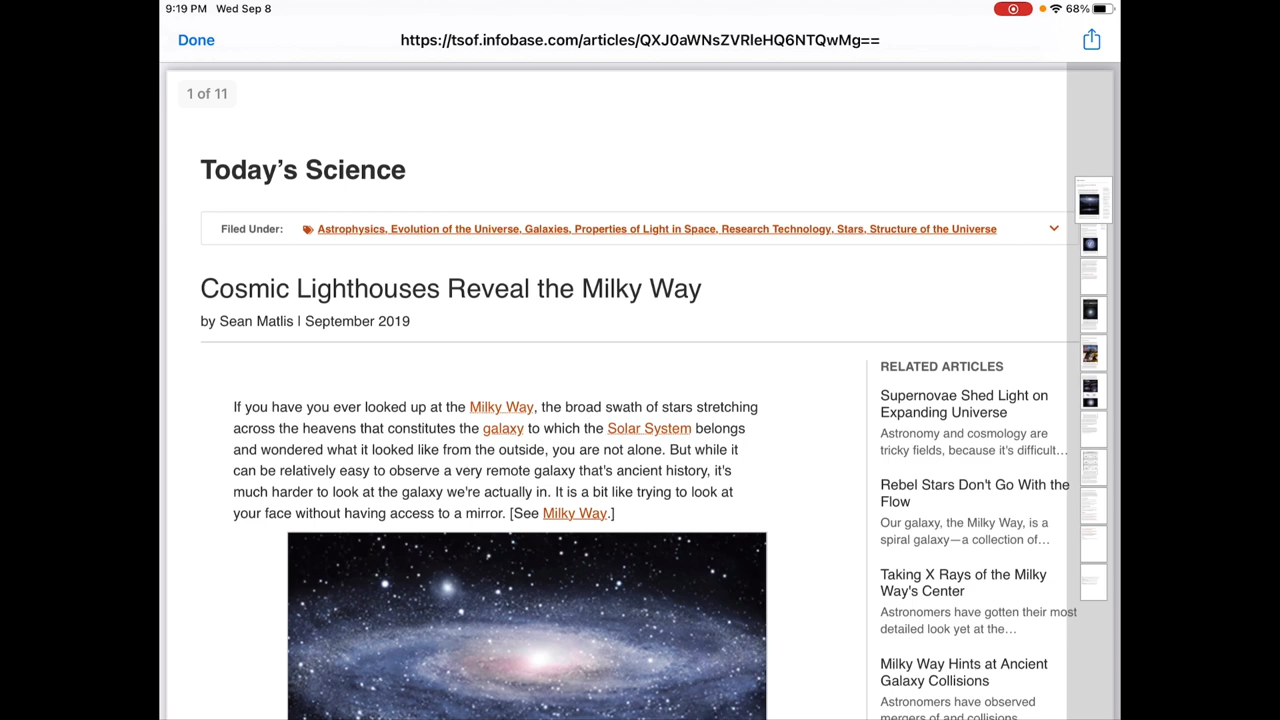 9:19 PM Wed Sep 8
68%
Done
https://tsof.infobase.com/articles/QXJ0aWNsZVRleHQ6NTQwMg==
1 of 11
Today’s Science
Filed Under:
Astrophysics, Evolution of the Universe, Galaxies, Properties of Light in Space, Research Technology, Stars, Structure of the Universe
Cosmic Lighthouses Reveal the Milky Way
by Sean Matlis | September 2019
If you have you ever looked up at the Milky Way, the broad swath of stars stretching
across the heavens that constitutes the galaxy to which the Solar System belongs
and wondered what it looked like from the outside, you are not alone. But while it
can be relatively easy to observe a very remote galaxy that's ancient history, it's
much harder to look at the galaxy we're actually in. It is a bit like trying to look at
your face without having access to a mirror. [See Milky Way.]
RELATED ARTICLES
Supernovae Shed Light on
Expanding Universe
Astronomy and cosmology are
tricky fields, because it's difficult…
Rebel Stars Don't Go With the
Flow
Our galaxy, the Milky Way, is a
spiral galaxy—a collection of…
Taking X Rays of the Milky
Way's Center
Astronomers have gotten their most
detailed look yet at the…
Milky Way Hints at Ancient
Galaxy Collisions
Astronomers have observed
mergers of and collisions